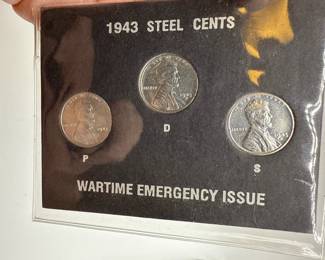 1943 STEEL CENTS
P
D
S
WARTIME EMERGENCY ISSUE